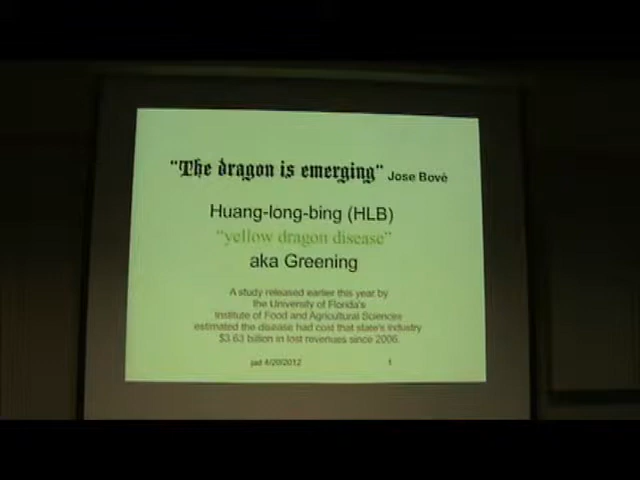 "The dragon is emerging" Jose Bové
Huang-long-bing (HLB)
"yellow dragon disease"
aka Greening
A study released earlier this year by
the University of Florida's
Institute of Food and Agricultural Sciences
estimated the disease had cost that state's industry
$3.63 billion in lost revenues since 2006.
jad 4/20/2012 1